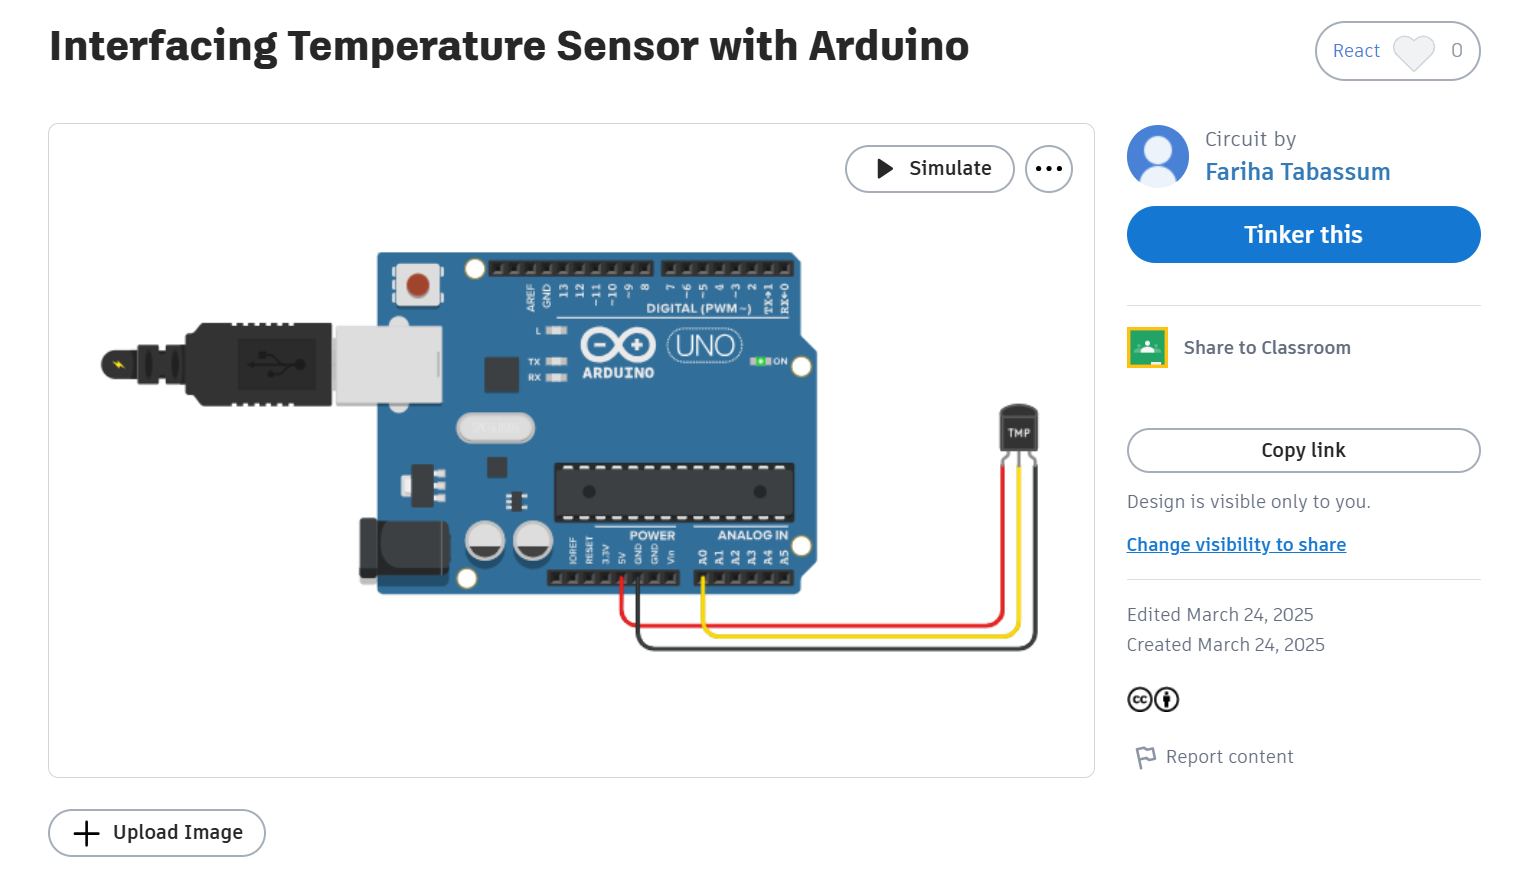 Interfacing Temperature Sensor with Arduino
React 0
Simulate
Circuit by
Fariha Tabassum
Tinker this
Share to Classroom
Copy link
Design is visible only to you.
Change visibility to share
Edited March 24, 2025
Created March 24, 2025
cc
Report content
AREF GND 13 12 ~11 ~10 ~9 8 7 ~6 ~5 4 ~3 2 TX→1 RX←0
DIGITAL (PWM~)
L
TX
RX
UNO
ARDUINO
ON
TMP
POWER ANALOG IN
IOREF RESET 3.3V 5V GND GND Vin A0 A1 A2 A3 A4 A5
Upload Image